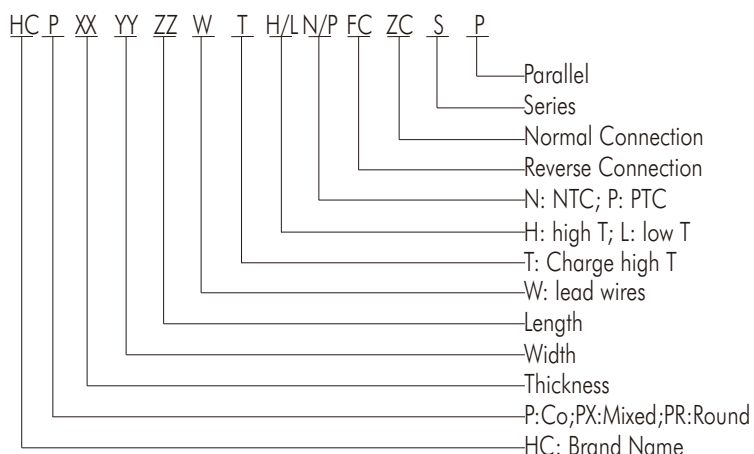 HC P XX YY ZZ W T H/L N/P FC ZC S P
Parallel
Series
Normal Connection
Reverse Connection
N: NTC; P: PTC
H: high T; L: low T
T: Charge high T
W: lead wires
Length
Width
Thickness
P:Co;PX:Mixed;PR:Round
HC: Brand Name